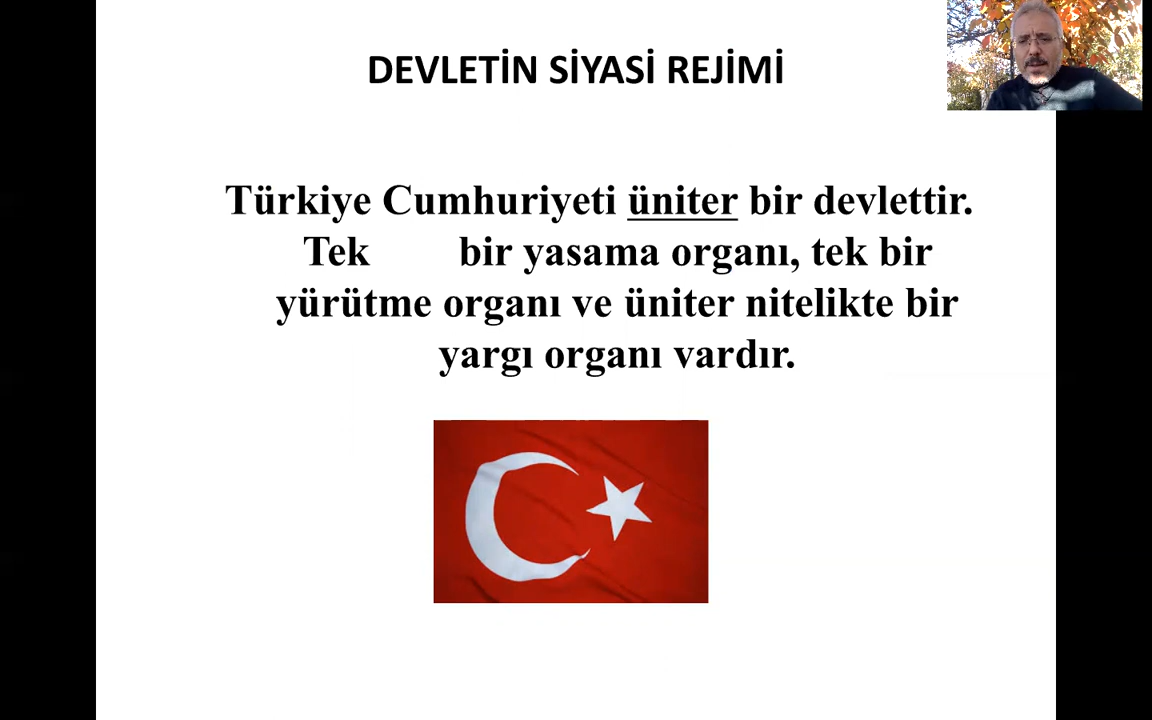 DEVLETİN SİYASİ REJİMİ
Türkiye Cumhuriyeti üniter bir devlettir.
Tek bir yasama organı, tek bir
yürütme organı ve üniter nitelikte bir
yargı organı vardır.